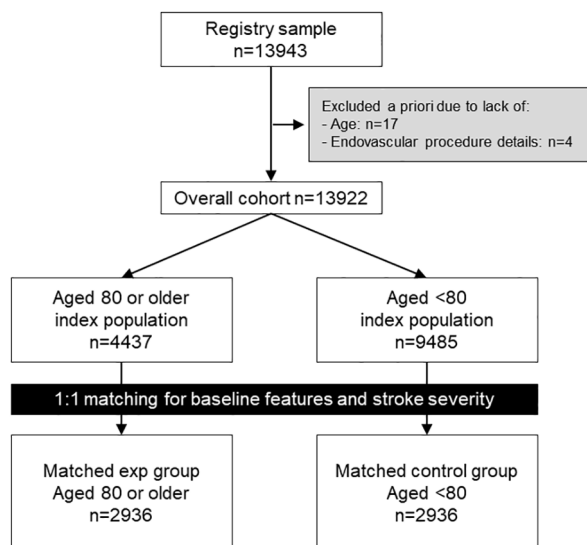 Registry sample
n=13943
Excluded a priori due to lack of:
- Age: n=17
- Endovascular procedure details: n=4
Overall cohort n=13922
Aged 80 or older
index population
n=4437
Aged <80
index population
n=9485
1:1 matching for baseline features and stroke severity
Matched exp group
Aged 80 or older
n=2936
Matched control group
Aged <80
n=2936